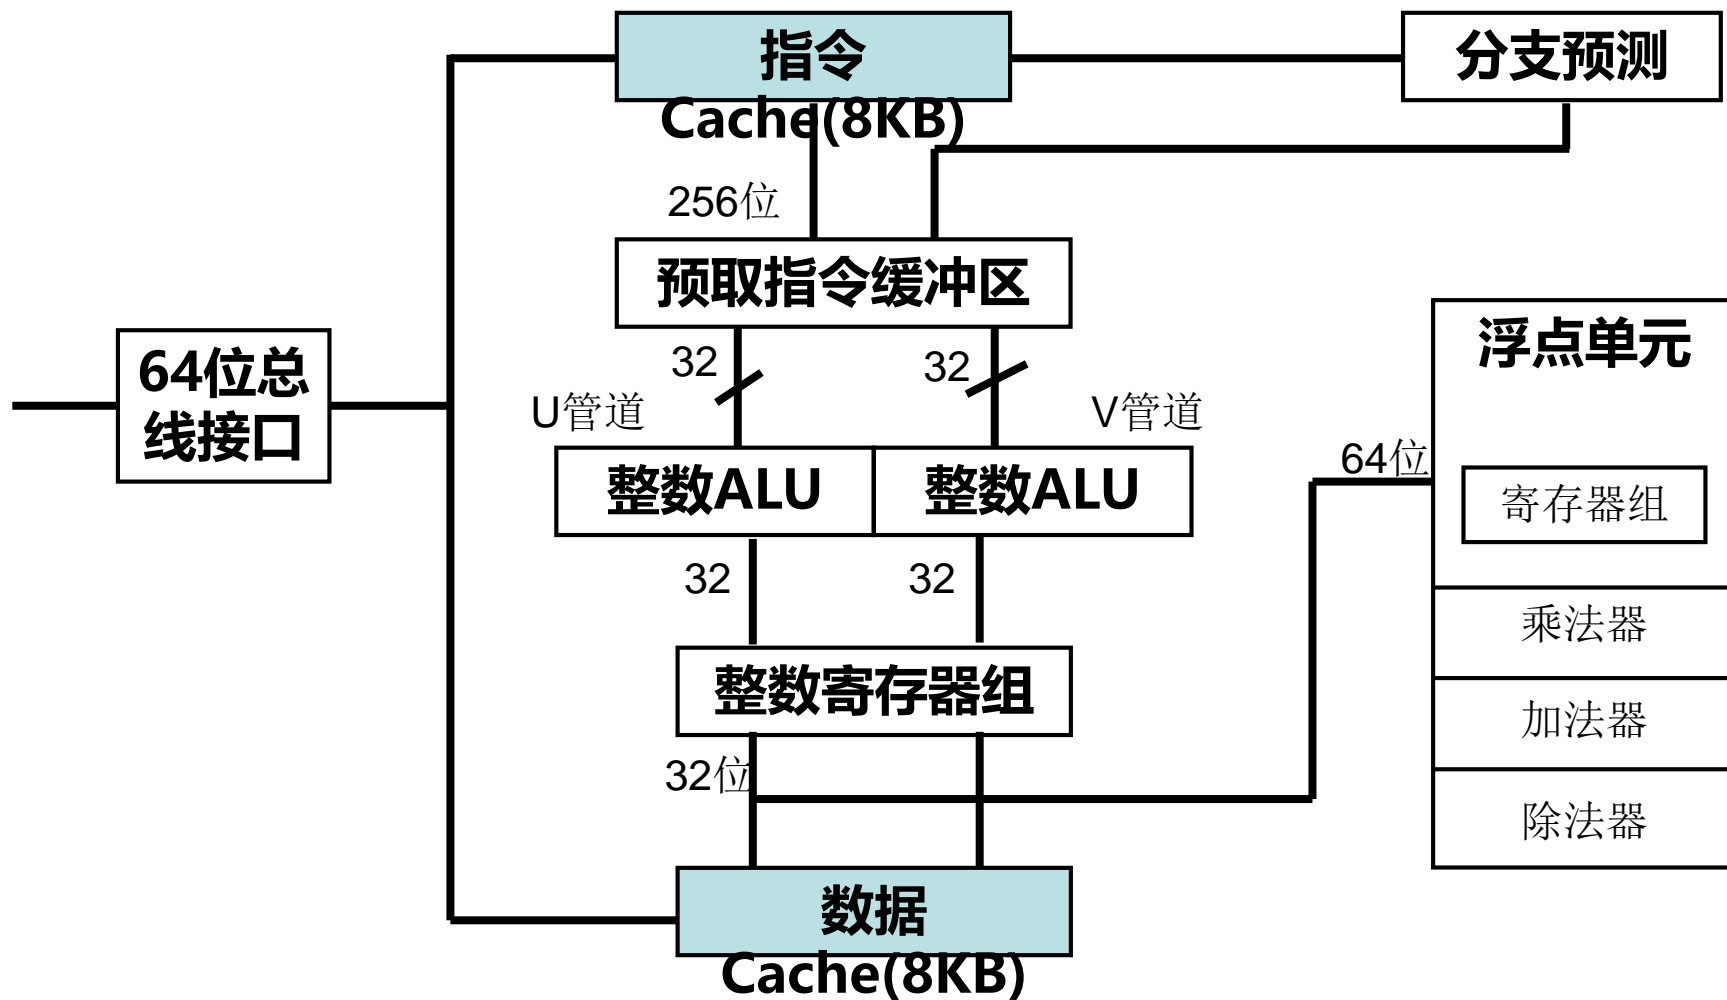 指令
Cache(8KB)
分支预测
256位
预取指令缓冲区
32
32
U管道
V管道
64位总
线接口
整数ALU
整数ALU
浮点单元
64位
寄存器组
32
32
乘法器
整数寄存器组
加法器
32位
除法器
数据
Cache(8KB)